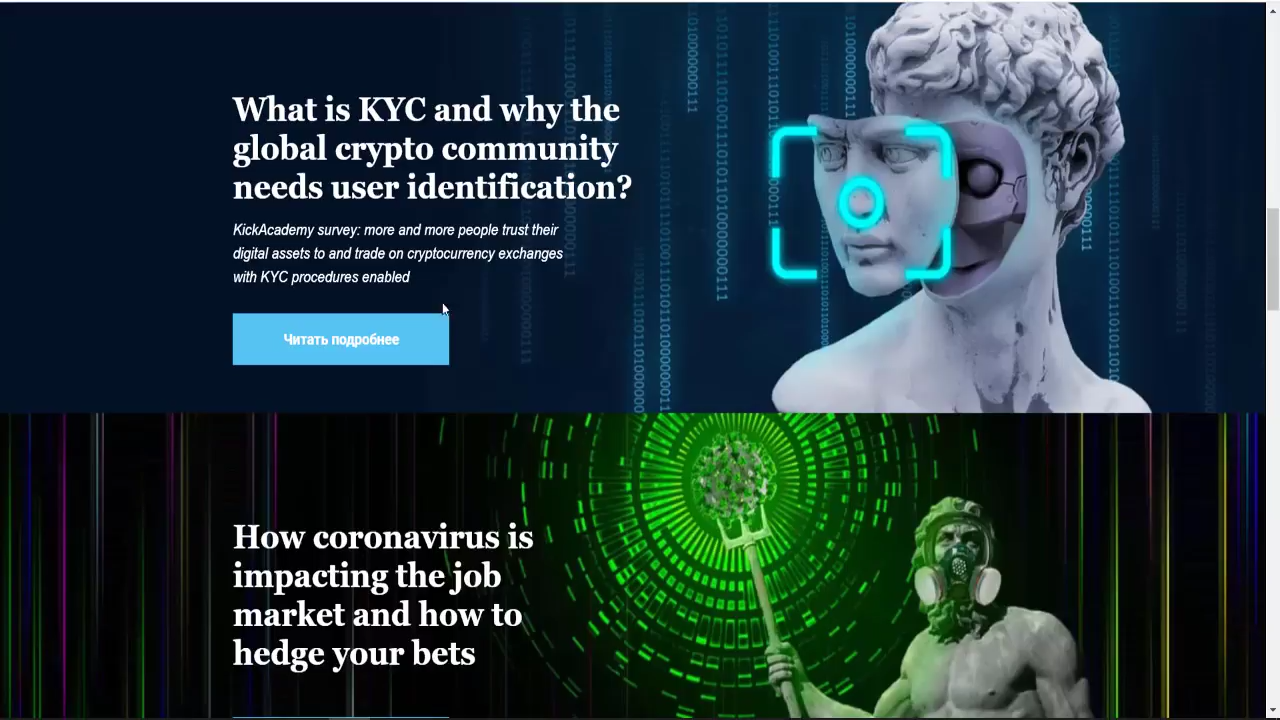 What is KYC and why the
global crypto community
needs user identification?
KickAcademy survey: more and more people trust their
digital assets to and trade on cryptocurrency exchanges
with KYC procedures enabled
Читать подробнее
How coronavirus is
impacting the job
market and how to
hedge your bets